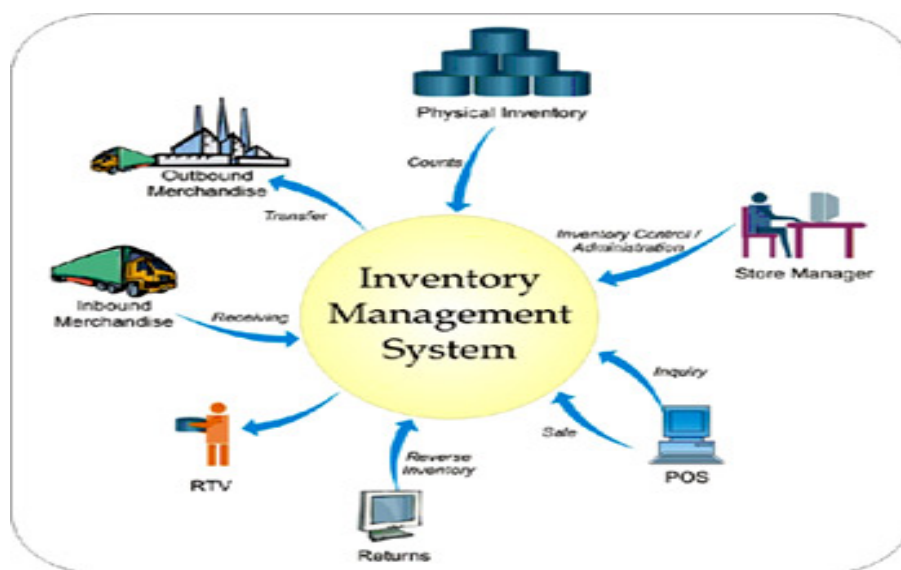 Physical Inventory
Counts
Outbound
Merchandise
Transfer
Inventory Control /
Administration
Store Manager
Inventory
Management
System
Inbound
Merchandise
Receiving
Inquiry
Sale
POS
RTV
Reverse
Inventory
Returns